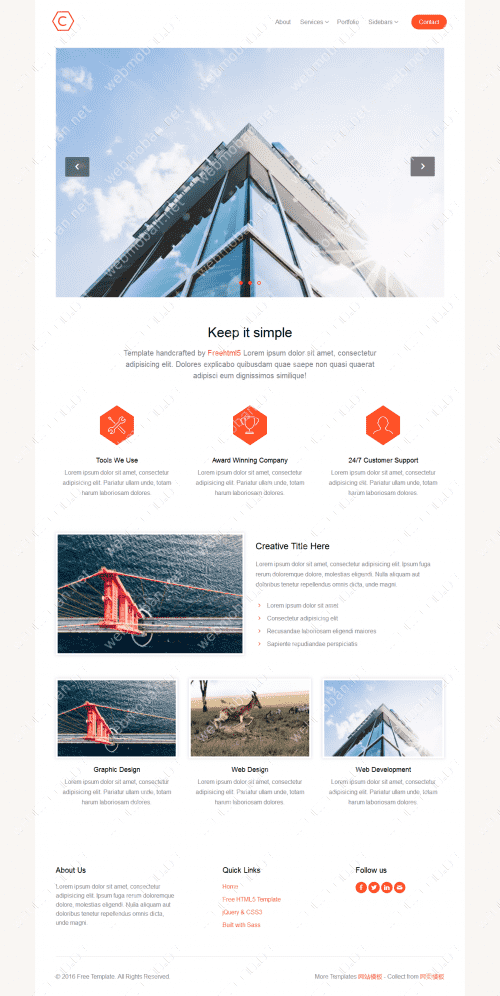 C
About Services Portfolio Sidebars Contact
Keep it simple
Template handcrafted by Freehtml5 Lorem ipsum dolor sit amet, consectetur
adipisicing elit. Dolores explicabo quibusdam quae saepe non quasi quaerat
adipisci eum dignissimos similique!
Tools We Use
Lorem ipsum dolor sit amet, consectetur
adipisicing elit. Pariatur ullam unde, totam
harum laboriosam dolores.
Award Winning Company
Lorem ipsum dolor sit amet, consectetur
adipisicing elit. Pariatur ullam unde, totam
harum laboriosam dolores.
24/7 Customer Support
Lorem ipsum dolor sit amet, consectetur
adipisicing elit. Pariatur ullam unde, totam
harum laboriosam dolores.
Creative Title Here
Lorem ipsum dolor sit amet, consectetur adipisicing elit. Ipsum fuga
rerum doloremque dolore, molestias eligendi. Nulla aliquam aut
doloribus tenetur repellendus omnis dicta, unde magni.
Lorem ipsum dolor sit amet
Consectetur adipisicing elit
Recusandae laboriosam eligendi maiores
Sapiente repudiandae perspiciatis
Graphic Design
Lorem ipsum dolor sit amet, consectetur
adipisicing elit. Pariatur ullam unde, totam
harum laboriosam dolores.
Web Design
Lorem ipsum dolor sit amet, consectetur
adipisicing elit. Pariatur ullam unde, totam
harum laboriosam dolores.
Web Development
Lorem ipsum dolor sit amet, consectetur
adipisicing elit. Pariatur ullam unde, totam
harum laboriosam dolores.
About Us
Lorem ipsum dolor sit amet, consectetur
adipisicing elit. Ipsum fuga rerum doloremque
dolore, molestias eligendi. Nulla aliquam aut
doloribus tenetur repellendus omnis dicta,
unde magni.
Quick Links
Home
Free HTML5 Template
jQuery & CSS3
Built with Sass
Follow us
© 2016 Free Template. All Rights Reserved.
More Templates 网站模板 - Collect from 网页模板
webmoban.net